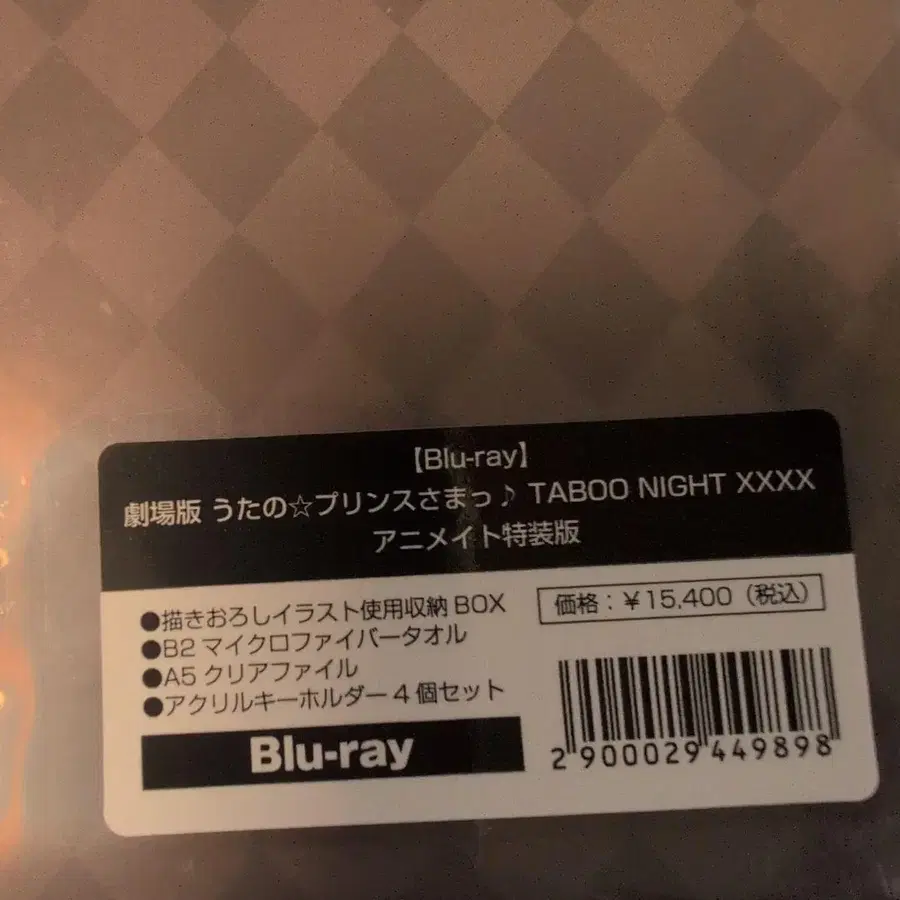 【Blu-ray】
劇場版 うたの☆プリンスさまっ♪ TABOO NIGHT XXXX
アニメイト特装版
●描きおろしイラスト使用収納 BOX
●B2 マイクロファイバータオル
●A5 クリアファイル
●アクリルキーホルダー 4 個セット
Blu-ray
価格：￥15,400（税込）
2900029449898